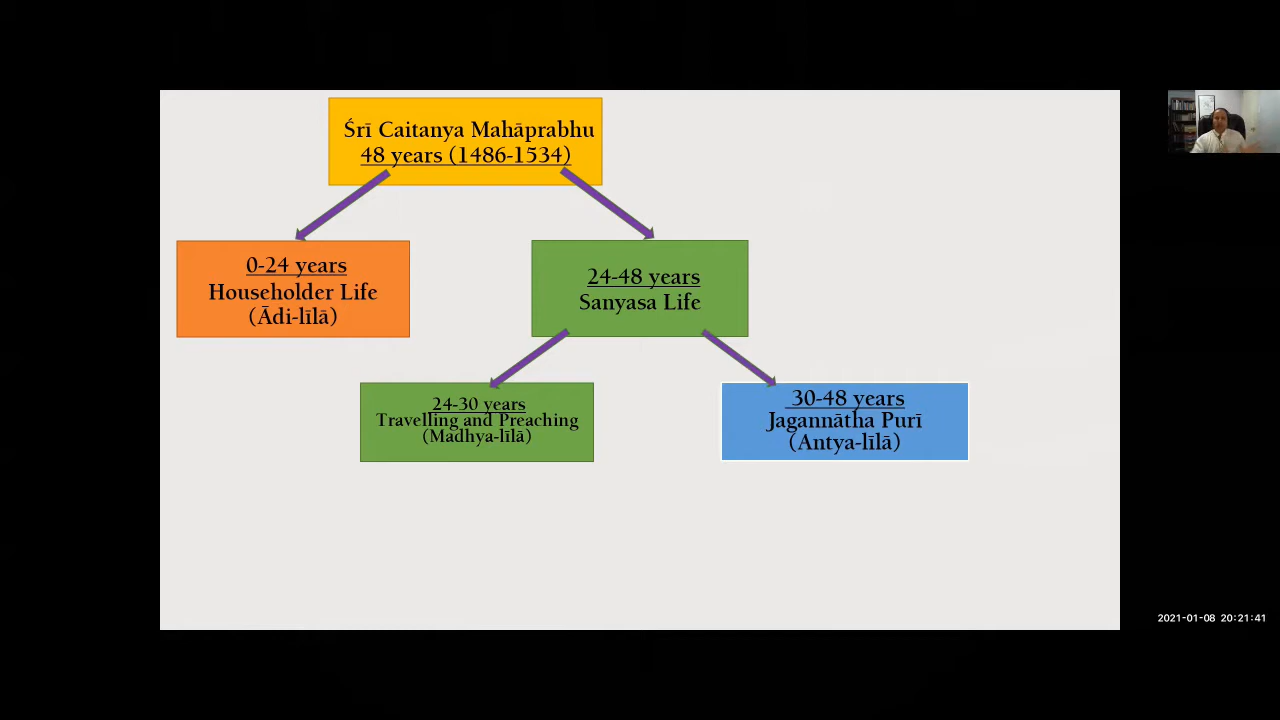 Śrī Caitanya Mahāprabhu
48 years (1486-1534)
0-24 years
Householder Life
(Ādi-līlā)
24-48 years
Sanyasa Life
24-30 years
Travelling and Preaching
(Madhya-līlā)
30-48 years
Jagannātha Purī
(Antya-līlā)
2021-01-08 20:21:41